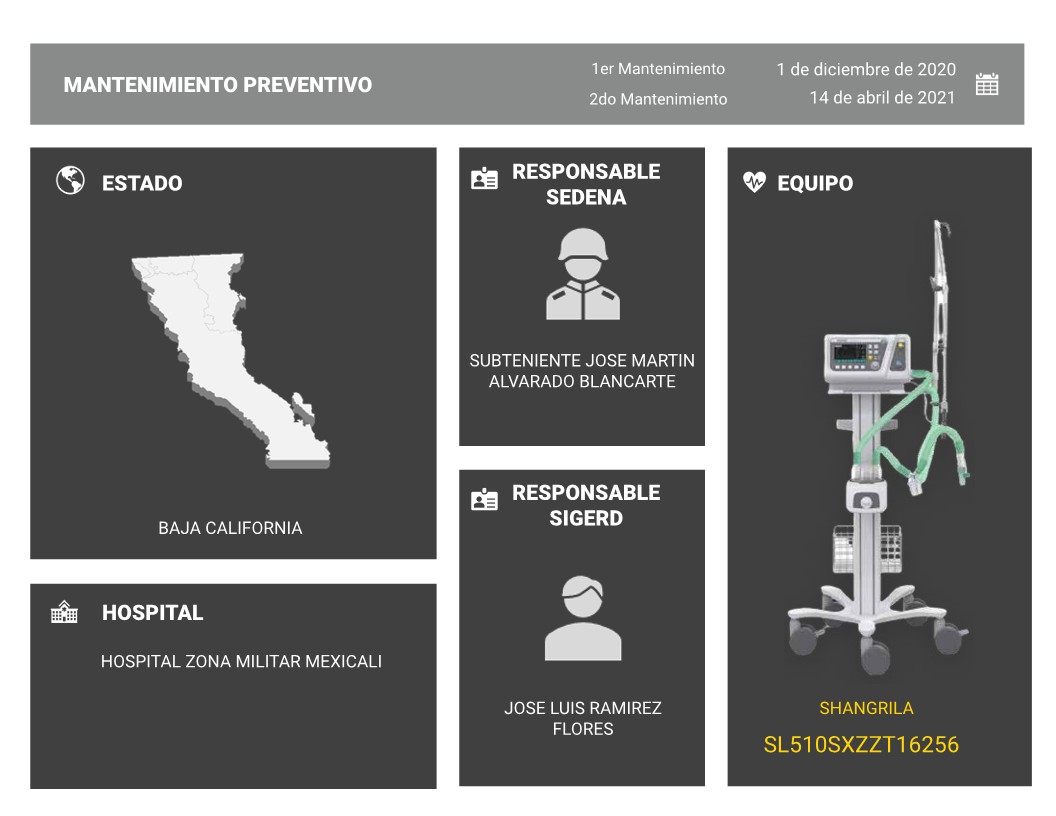 MANTENIMIENTO PREVENTIVO
1er Mantenimiento
1 de diciembre de 2020
2do Mantenimiento
14 de abril de 2021
ESTADO
BAJA CALIFORNIA
HOSPITAL
HOSPITAL ZONA MILITAR MEXICALI
RESPONSABLE
SEDENA
SUBTENIENTE JOSE MARTIN
ALVARADO BLANCARTE
RESPONSABLE
SIGERD
JOSE LUIS RAMIREZ
FLORES
EQUIPO
SHANGRILA
SL510SXZZT16256